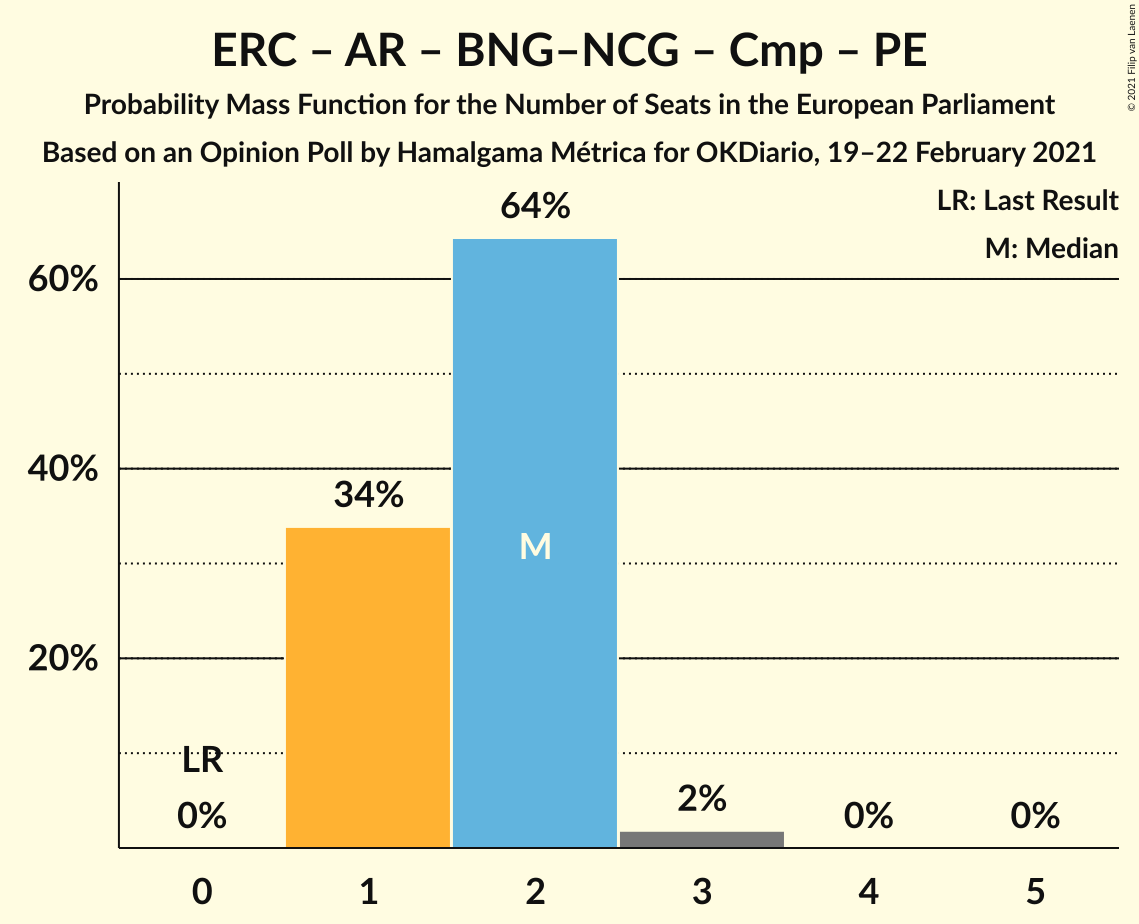 ERC – AR – BNG–NCG – Cmp – PE
Probability Mass Function for the Number of Seats in the European Parliament
Based on an Opinion Poll by Hamalgama Métrica for OKDiario, 19–22 February 2021
© 2021 Filip van Laenen
LR: Last Result
M: Median
64%
60%
40%
34%
M
20%
LR
0%
2%
0%
0%
0 1 2 3 4 5